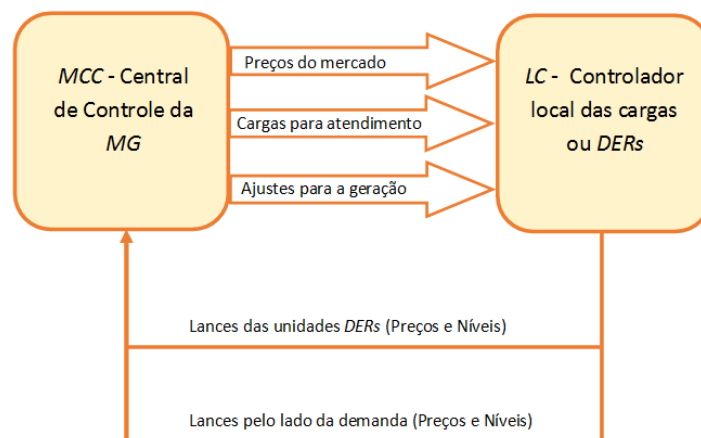 MCC - Central
de Controle da
MG
Preços do mercado
Cargas para atendimento
Ajustes para a geração
LC - Controlador
local das cargas
ou DERs
Lances das unidades DERs (Preços e Níveis)
Lances pelo lado da demanda (Preços e Níveis)